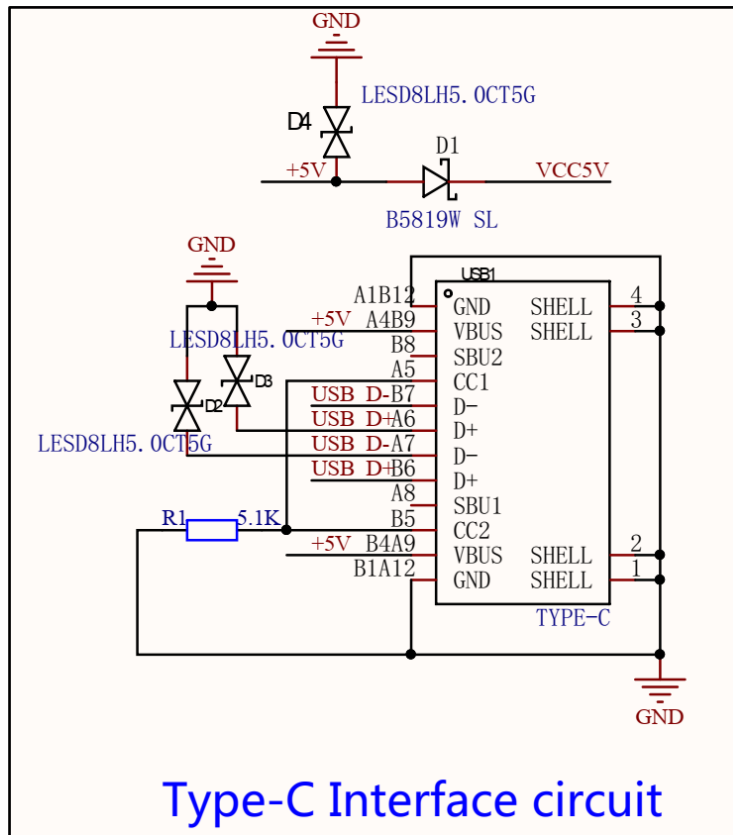 GND
LESD8LH5.0CT5G
D4
D1
+5V
VCC5V
B5819W SL
GND
USB1
A1B12 GND SHELL 4
+5V A4B9 VBUS SHELL 3
LESD8LH5.0CT5G
B8 SBU2
A5 CC1
D3
USB D- B7 D-
D2
USB D+ A6 D+
LESD8LH5.0CT5G
USB D- A7 D-
USB D+ B6 D+
A8 SBU1
R1 5.1K
B5 CC2
+5V B4A9 VBUS SHELL 2
B1A12 GND SHELL 1
TYPE-C
GND
Type-C Interface circuit